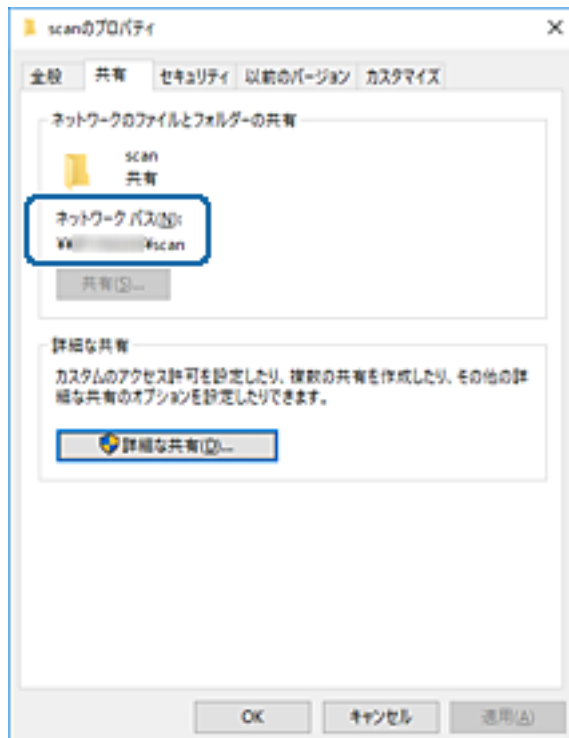 scanのプロパティ
全般 共有 セキュリティ 以前のバージョン カスタマイズ
ネットワークのファイルとフォルダーの共有
scan
共有
ネットワーク パス(N):
¥¥ ¥scan
共有(S)...
詳細な共有
カスタムのアクセス許可を設定したり、複数の共有を作成したり、その他の詳
細な共有のオプションを設定したりできます。
詳細な共有(D)...
OK キャンセル 適用(A)